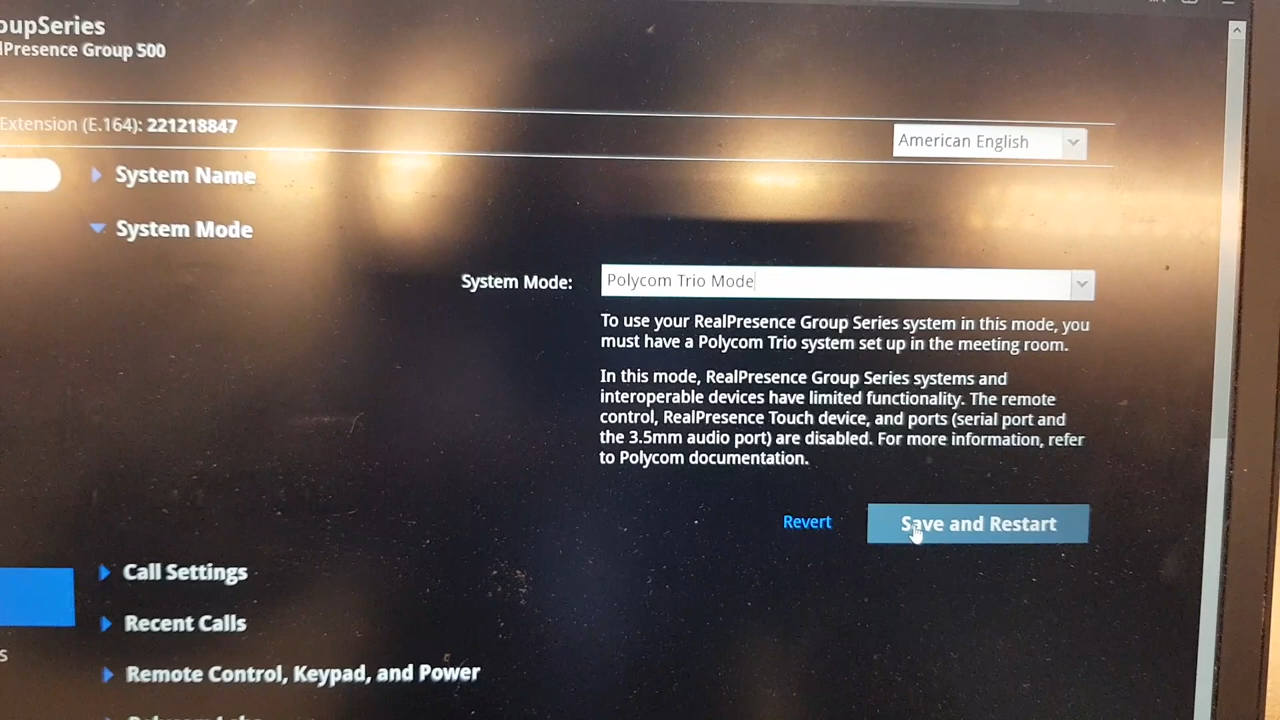 oupSeries
lPresence Group 500
Extension (E.164): 221218847
American English
System Name
System Mode
System Mode:
Polycom Trio Mode
To use your RealPresence Group Series system in this mode, you
must have a Polycom Trio system set up in the meeting room.
In this mode, RealPresence Group Series systems and
interoperable devices have limited functionality. The remote
control, RealPresence Touch device, and ports (serial port and
the 3.5mm audio port) are disabled. For more information, refer
to Polycom documentation.
Revert
Save and Restart
Call Settings
Recent Calls
s
Remote Control, Keypad, and Power